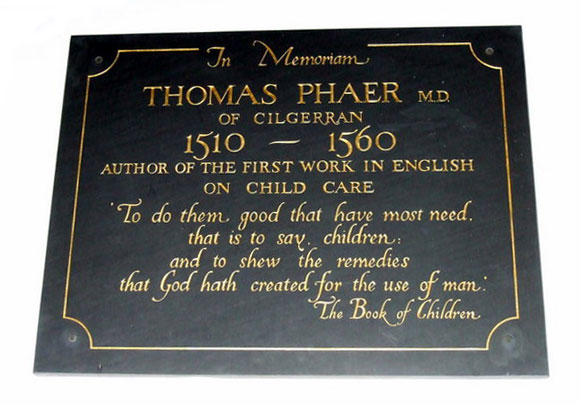 In Memoriam
THOMAS PHAER M.D.
OF CILGERRAN
1510 — 1560
AUTHOR OF THE FIRST WORK IN ENGLISH
ON CHILD CARE
'To do them good that have most need,
that is to say, children:
and to shew the remedies
that God hath created for the use of man.'
The Book of Children